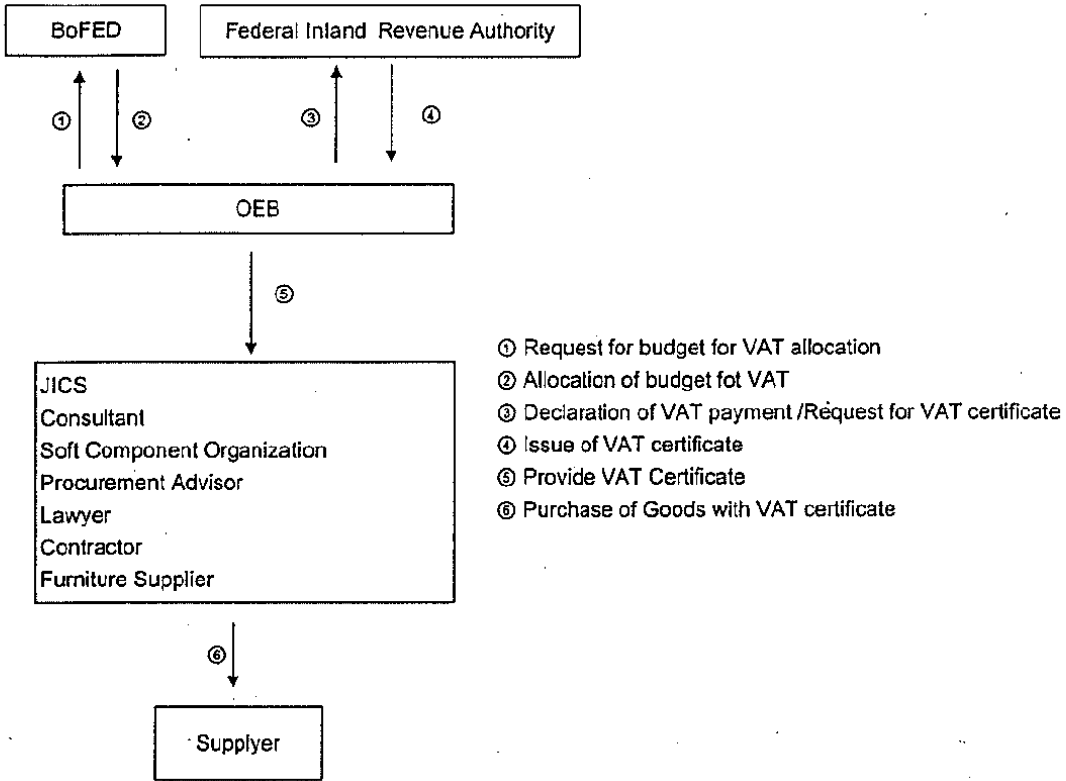 BoFED
Federal Inland Revenue Authority
① ② ③ ④
OEB
⑤
① Request for budget for VAT allocation
② Allocation of budget fot VAT
③ Declaration of VAT payment /Request for VAT certificate
④ Issue of VAT certificate
⑤ Provide VAT Certificate
⑥ Purchase of Goods with VAT certificate
JICS
Consultant
Soft Component Organization
Procurement Advisor
Lawyer
Contractor
Furniture Supplier
⑥
Supplyer